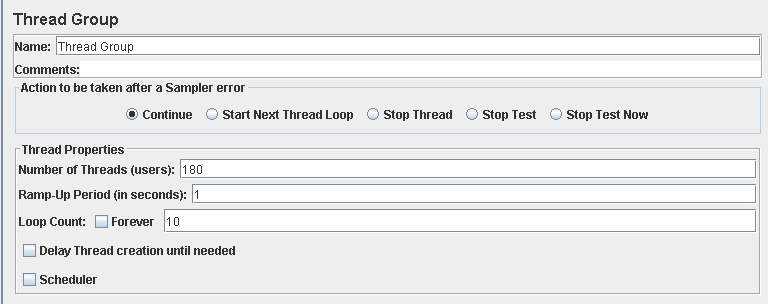 Thread Group
Name: Thread Group
Comments:
Action to be taken after a Sampler error
Continue Start Next Thread Loop Stop Thread Stop Test Stop Test Now
Thread Properties
Number of Threads (users): 180
Ramp-Up Period (in seconds): 1
Loop Count: Forever 10
Delay Thread creation until needed
Scheduler